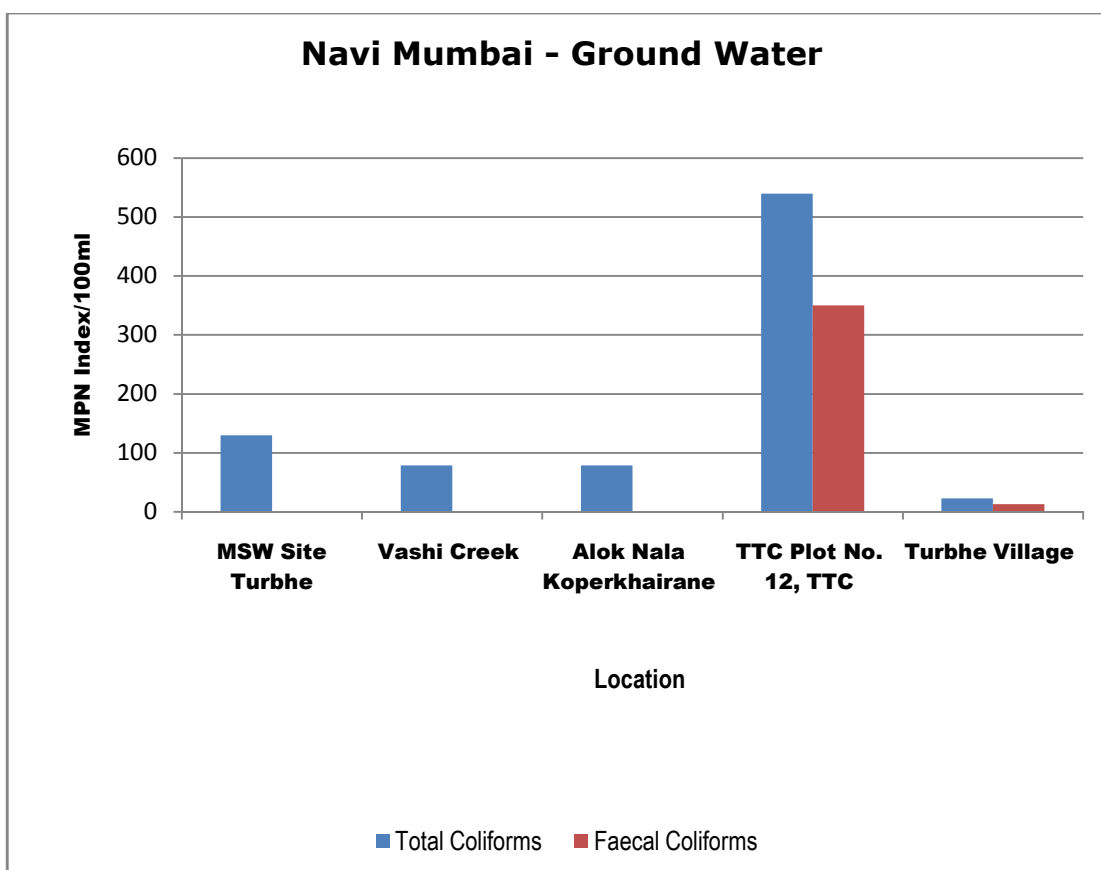 Navi Mumbai - Ground Water
MPN Index/100ml
600
500
400
300
200
100
0
MSW Site
Turbhe
Vashi Creek
Alok Nala
Koperkhairane
TTC Plot No.
12, TTC
Turbhe Village
Location
Total Coliforms
Faecal Coliforms